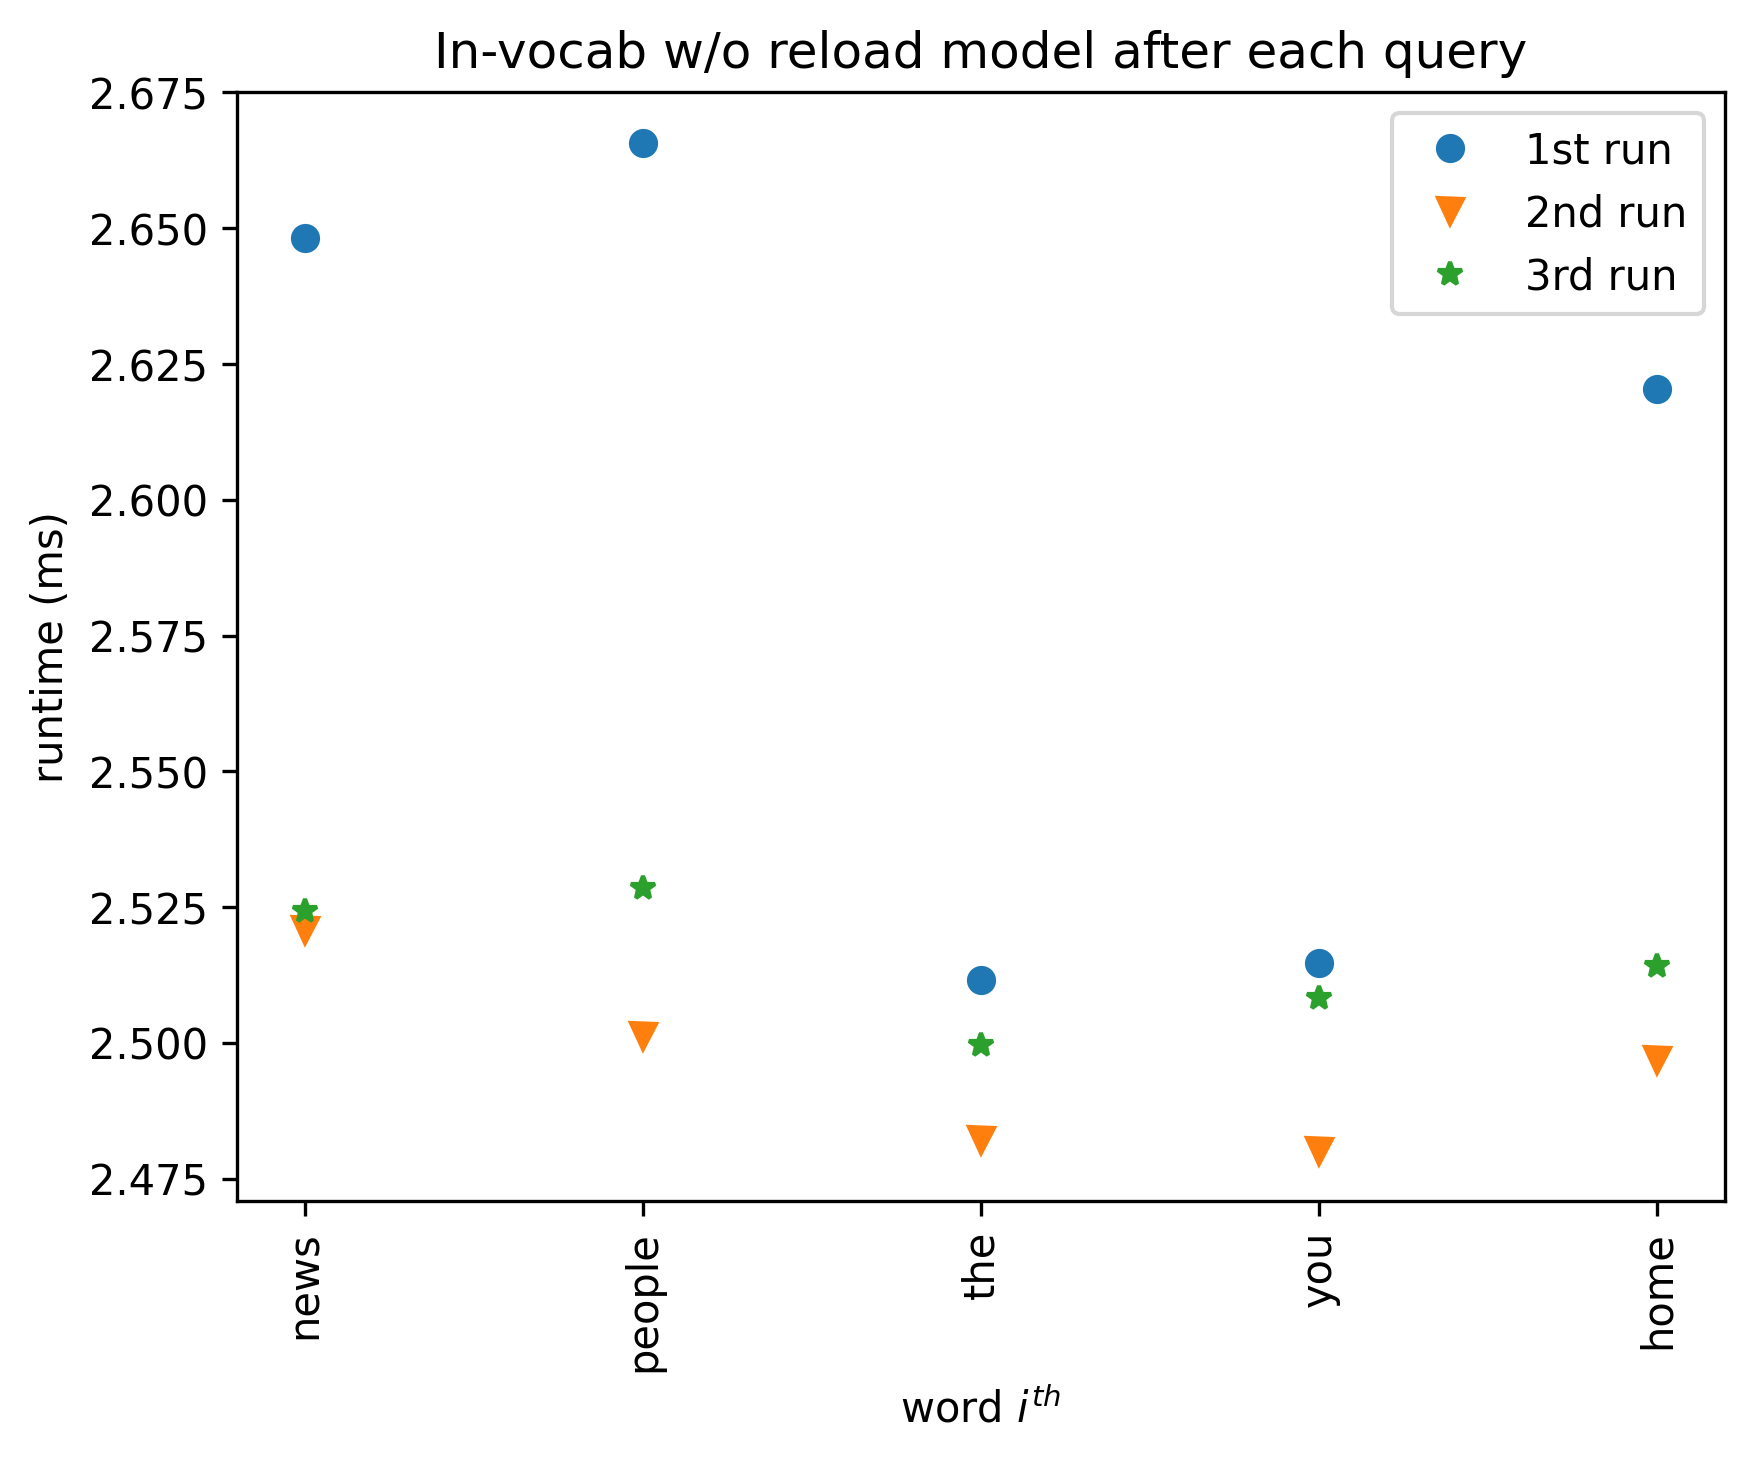 In-vocab w/o reload model after each query
2.675
2.650
2.625
2.600
2.575
2.550
2.525
2.500
2.475
runtime (ms)
1st run
2nd run
3rd run
news
people
the
you
home
word i^th